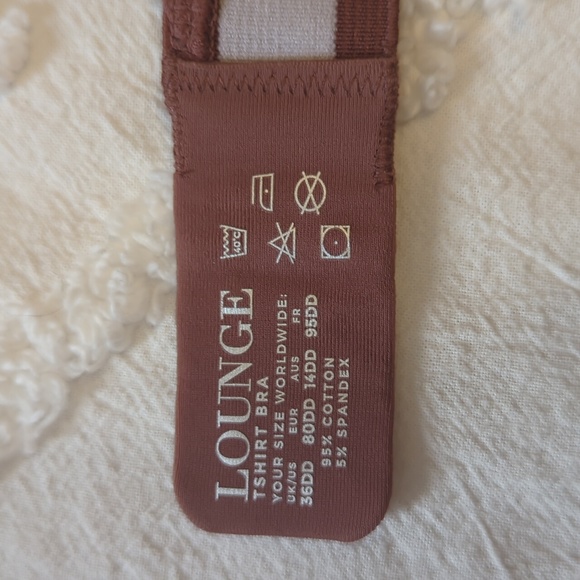 40°C
LOUNGE
TSHIRT BRA
YOUR SIZE WORLDWIDE:
UK/US EUR AUS FR
36DD 80DD 14DD 95DD
95% COTTON
5% SPANDEX